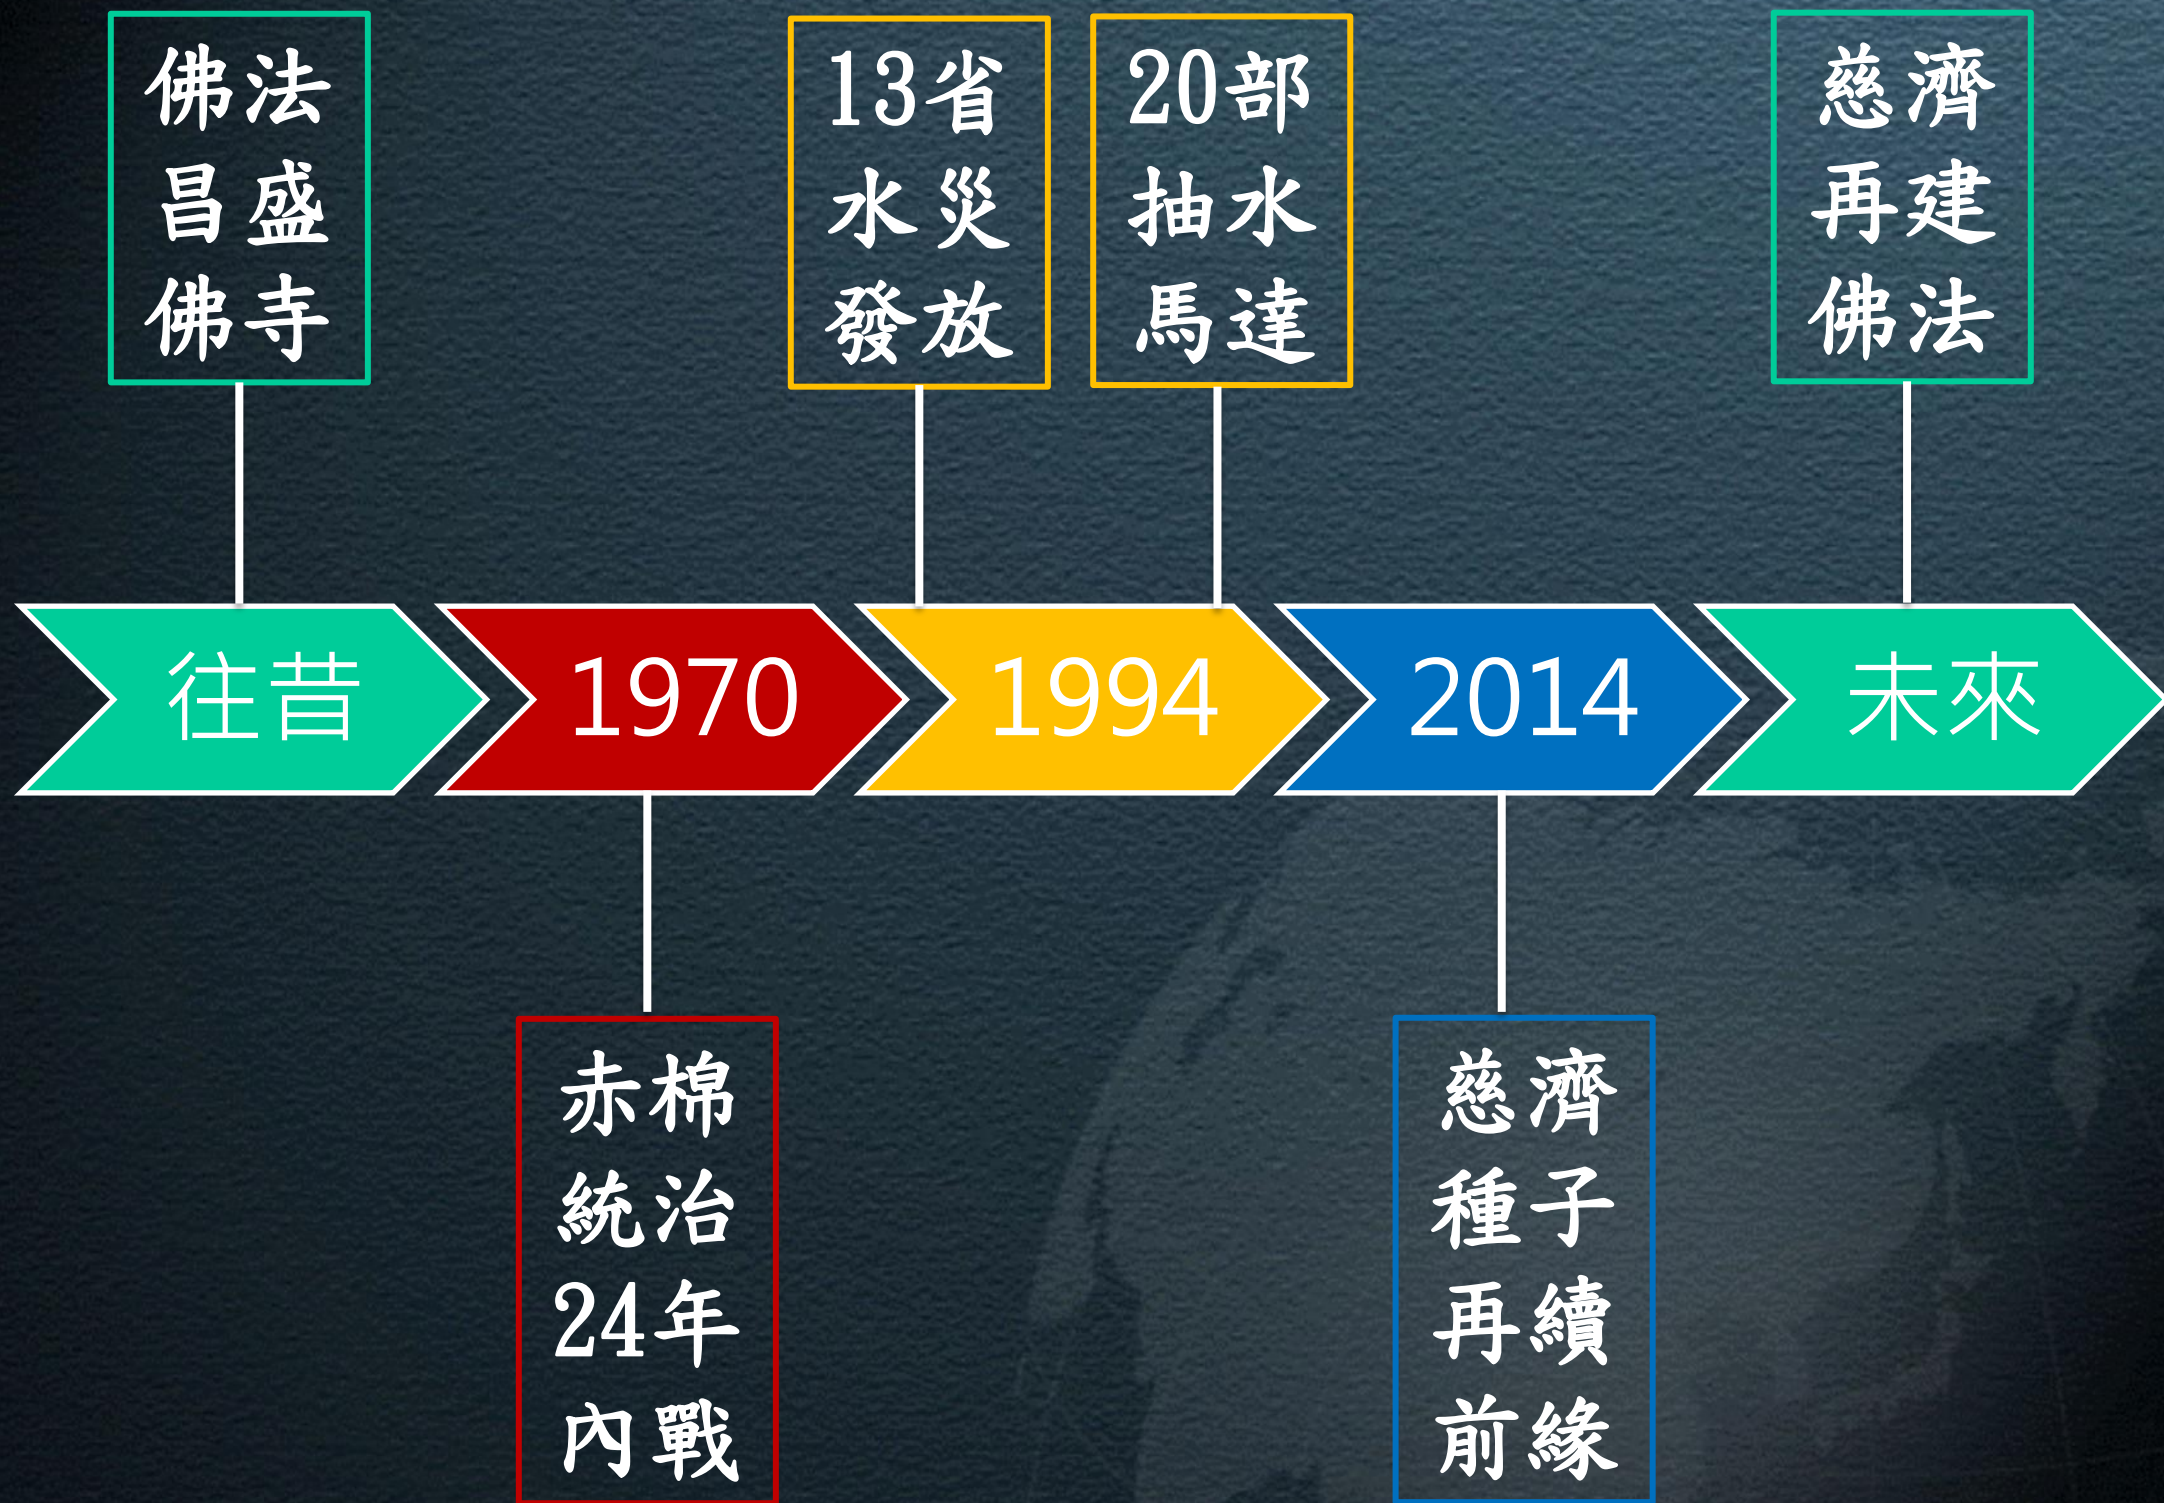 佛法
昌盛
佛寺
13省
水災
發放
20部
抽水
馬達
慈濟
再建
佛法
往昔
1970
1994
2014
未來
赤棉
統治
24年
內戰
慈濟
種子
再續
前緣